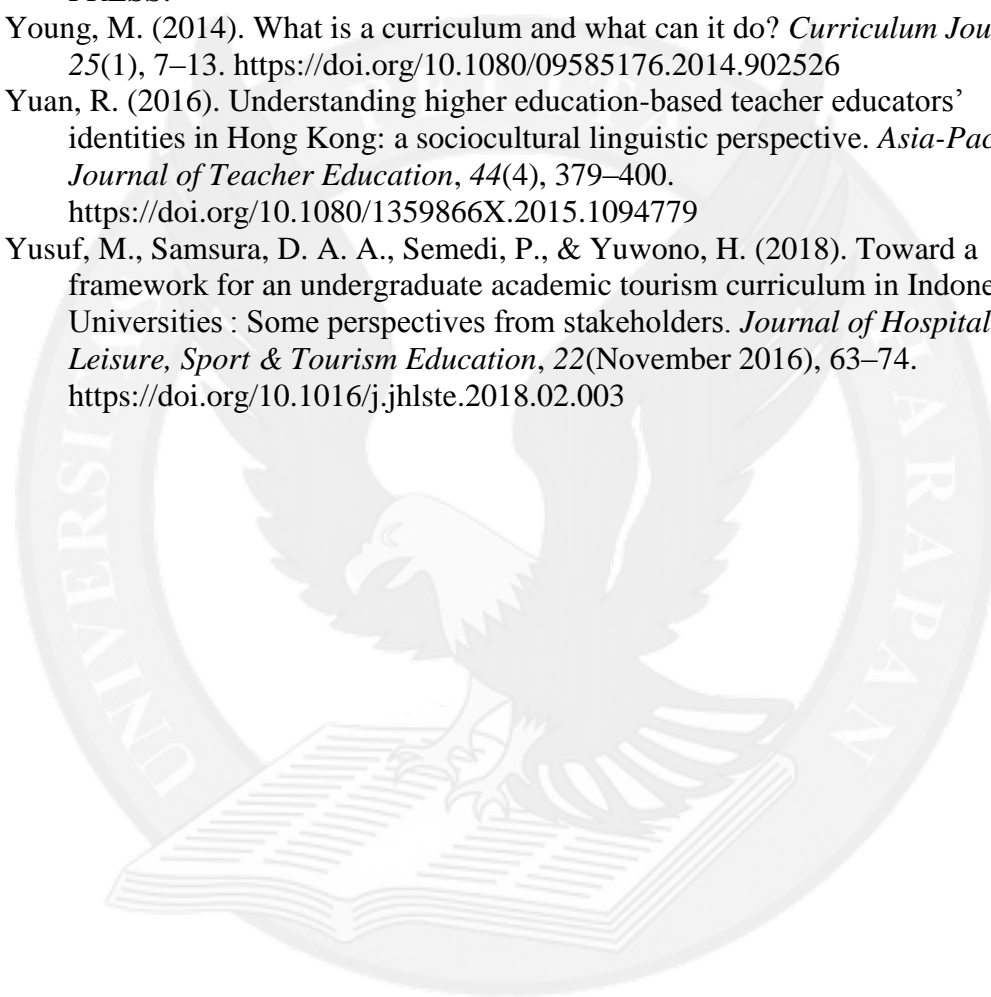 PRESS.
Young, M. (2014). What is a curriculum and what can it do? Curriculum Jou
25(1), 7–13. https://doi.org/10.1080/09585176.2014.902526
Yuan, R. (2016). Understanding higher education-based teacher educators’
identities in Hong Kong: a sociocultural linguistic perspective. Asia-Pac
Journal of Teacher Education, 44(4), 379–400.
https://doi.org/10.1080/1359866X.2015.1094779
Yusuf, M., Samsura, D. A. A., Semedi, P., & Yuwono, H. (2018). Toward a
framework for an undergraduate academic tourism curriculum in Indone
Universities : Some perspectives from stakeholders. Journal of Hospital
Leisure, Sport & Tourism Education, 22(November 2016), 63–74.
https://doi.org/10.1016/j.jhlste.2018.02.003
UNIVERSITAS